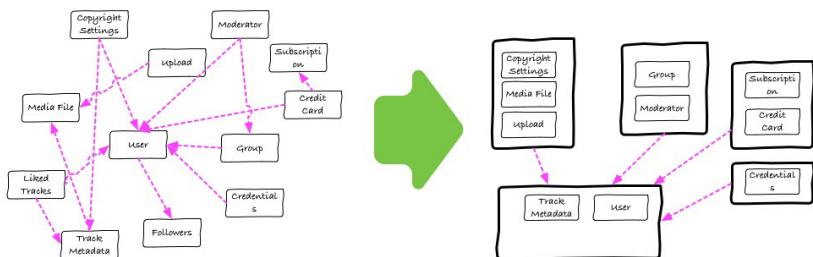 Copyright
Settings
Moderator
Subscripti
on
Upload
Media File
Credit
Card
User
Group
Liked
Tracks
Credential
s
Followers
Track
Metadata
Copyright
Settings
Media File
Upload
Group
Moderator
Subscripti
on
Credit
Card
Credential
s
Track
Metadata
User